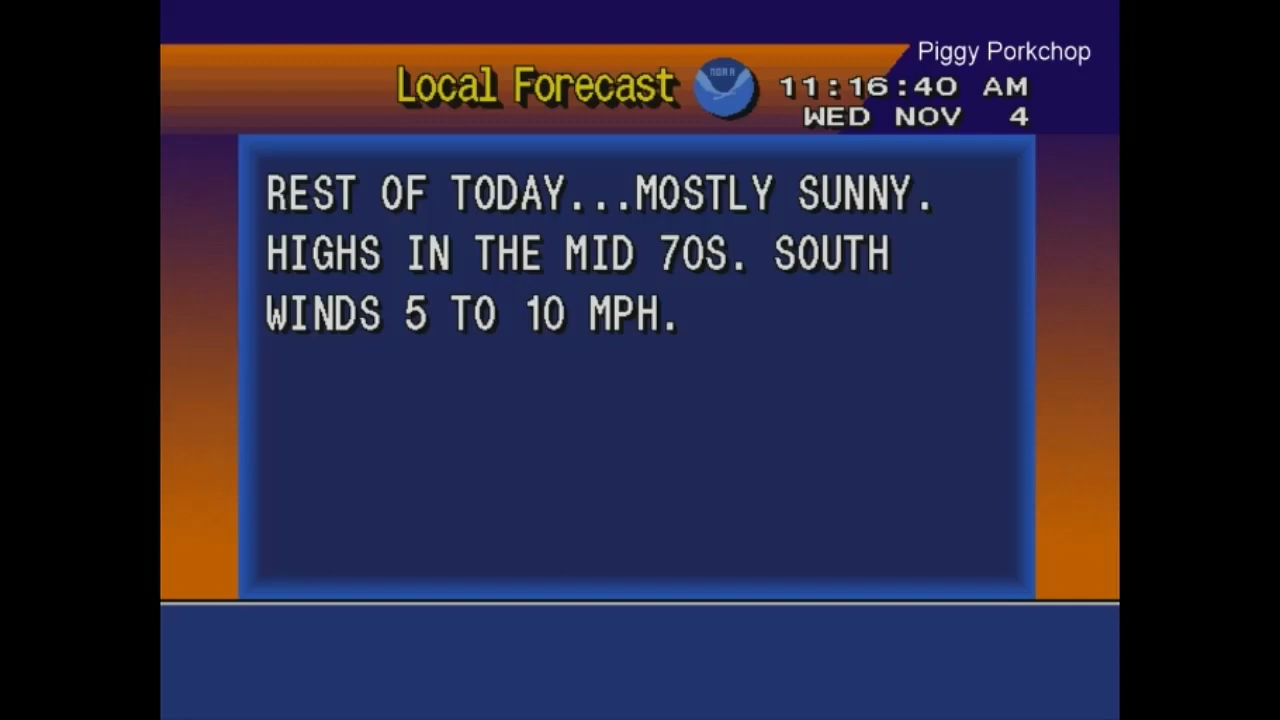 Piggy Porkchop
Local Forecast
NOAA
11:16:40 AM
WED NOV 4
REST OF TODAY...MOSTLY SUNNY.
HIGHS IN THE MID 70S. SOUTH
WINDS 5 TO 10 MPH.